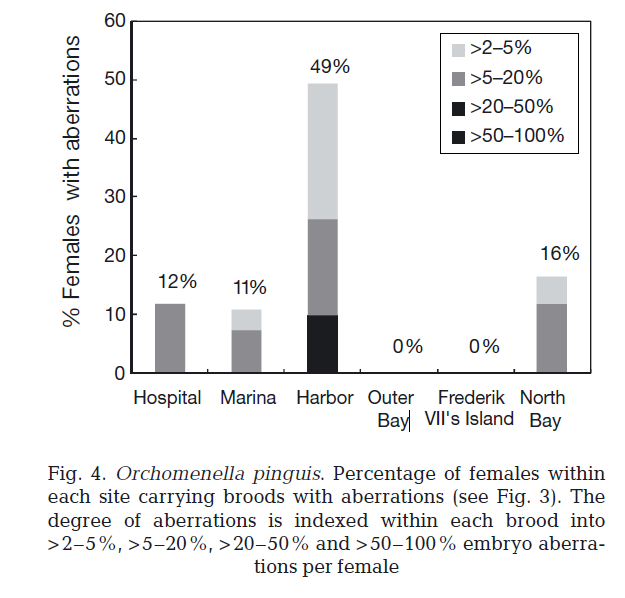 60
50
40
30
20
10
0
% Females with aberrations
>2–5%
>5–20%
>20–50%
>50–100%
12%
11%
49%
0%
0%
16%
Hospital
Marina
Harbor
Outer
Bay
Frederik
VII's Island
North
Bay
Fig. 4. Orchomenella pinguis. Percentage of females within
each site carrying broods with aberrations (see Fig. 3). The
degree of aberrations is indexed within each brood into
>2–5%, >5–20%, >20–50% and >50–100% embryo aberra-
tions per female